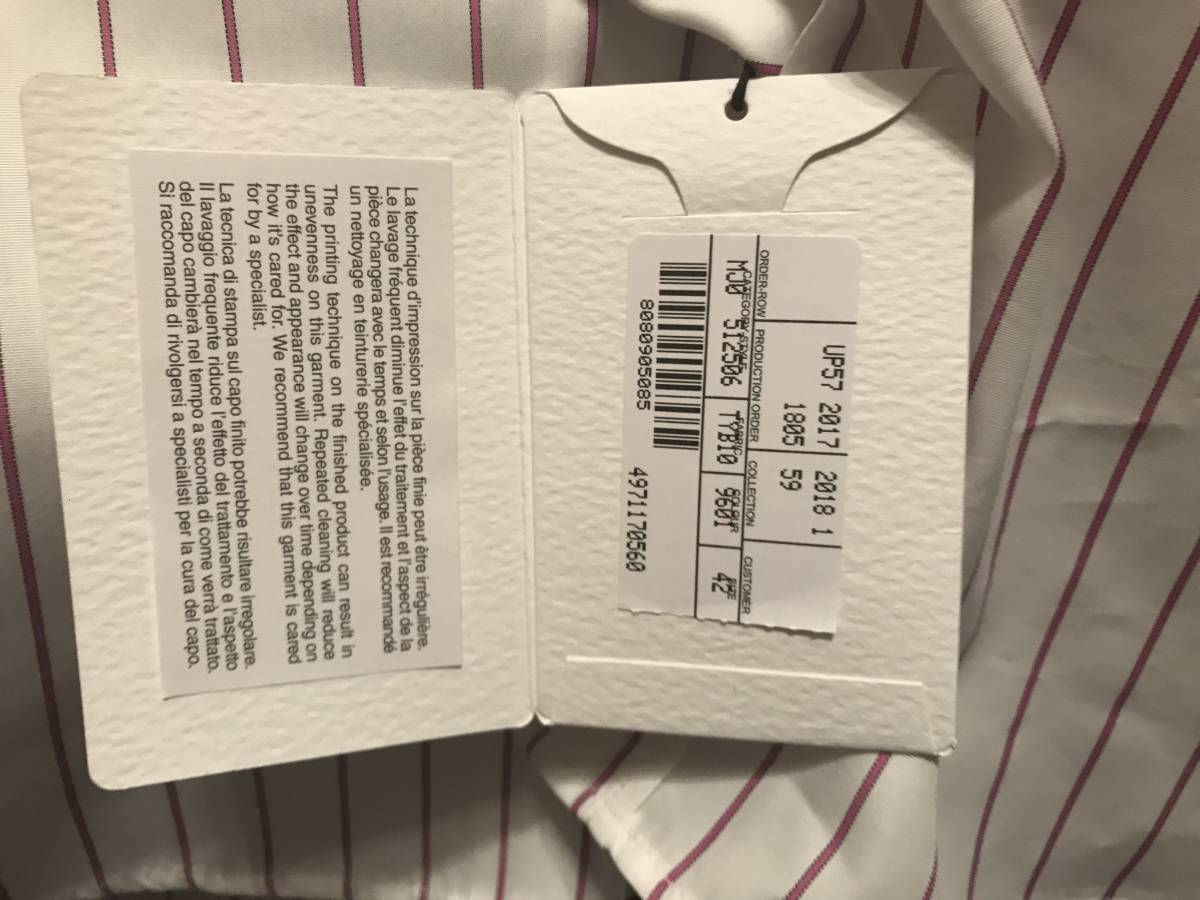 La technique d'impression sur la pièce finie peut être irrégulière.
Le lavage fréquent diminue l'effet du traitement et l'aspect de la
pièce changera avec le temps et selon l'usage. Il est recommandé
un nettoyage en teinturerie spécialisée.
The printing technique on the finished product can result in
unevenness on this garment. Repeated cleaning will reduce
the effect and appearance will change over time depending on
how it's cared for. We recommend that this garment is cared
for by a specialist.
La tecnica di stampa sul capo finito potrebbe risultare irregolare.
Il lavaggio frequente riduce l'effetto del trattamento e l'aspetto
del capo cambierà nel tempo a seconda di come verrà trattato.
Si raccomanda di rivolgersi a specialisti per la cura del capo.
UP57 2017 2018 1
1805 59
ORDER-ROW PRODUCTION ORDER COLLECTION CUSTOMER
CATEGORY STYLE FABRIC COLOUR SIZE
MJ0 512506 TYB10 9601 42
8080905085 4971170560